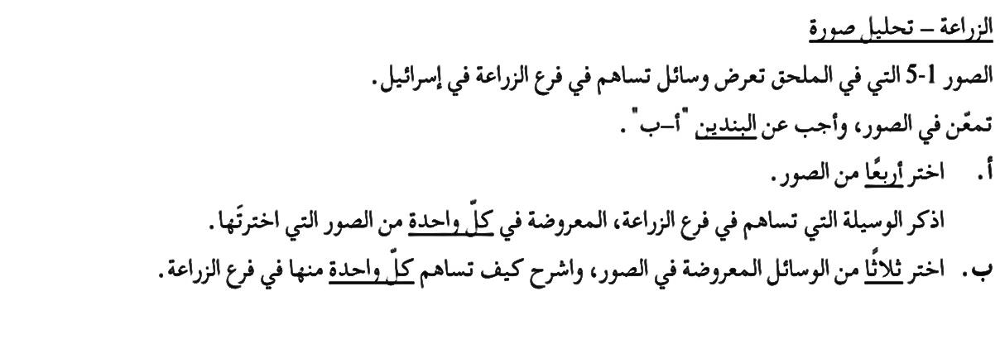 الزراعة – تحليل صورة
الصور 1-5 التي في الملحق تعرض وسائل تساهم في فرع الزراعة في إسرائيل.
تمعّن في الصور، وأجب عن البندين "أ–ب".
أ. اختر أربعًا من الصور.
اذكر الوسيلة التي تساهم في فرع الزراعة، المعروضة في كلّ واحدة من الصور التي اخترتَها.
ب. اختر ثلاثًا من الوسائل المعروضة في الصور، واشرح كيف تساهم كلّ واحدة منها في فرع الزراعة.